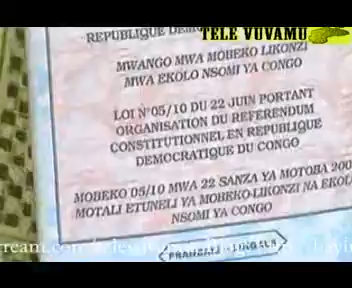 TELE VUVAMU
REPUBLIQUE
MWANGO MWA MOBEKO LIKONZI
MWA EKOLO NSOMI YA CONGO
LOI N°05/10 DU 22 JUIN PORTANT
ORGANISATION DU REFERENDUM
CONSTITUTIONNEL EN REPUBLIQUE
DEMOCRATIQUE DU CONGO
MOBEKO 05/10 MWA 22 SANZA YA MOTOBA
MOTALI ETUNELI YA MOBEKO-LIKONZI NA
NSOMI YA CONGO
FRANÇAIS - LINGALA